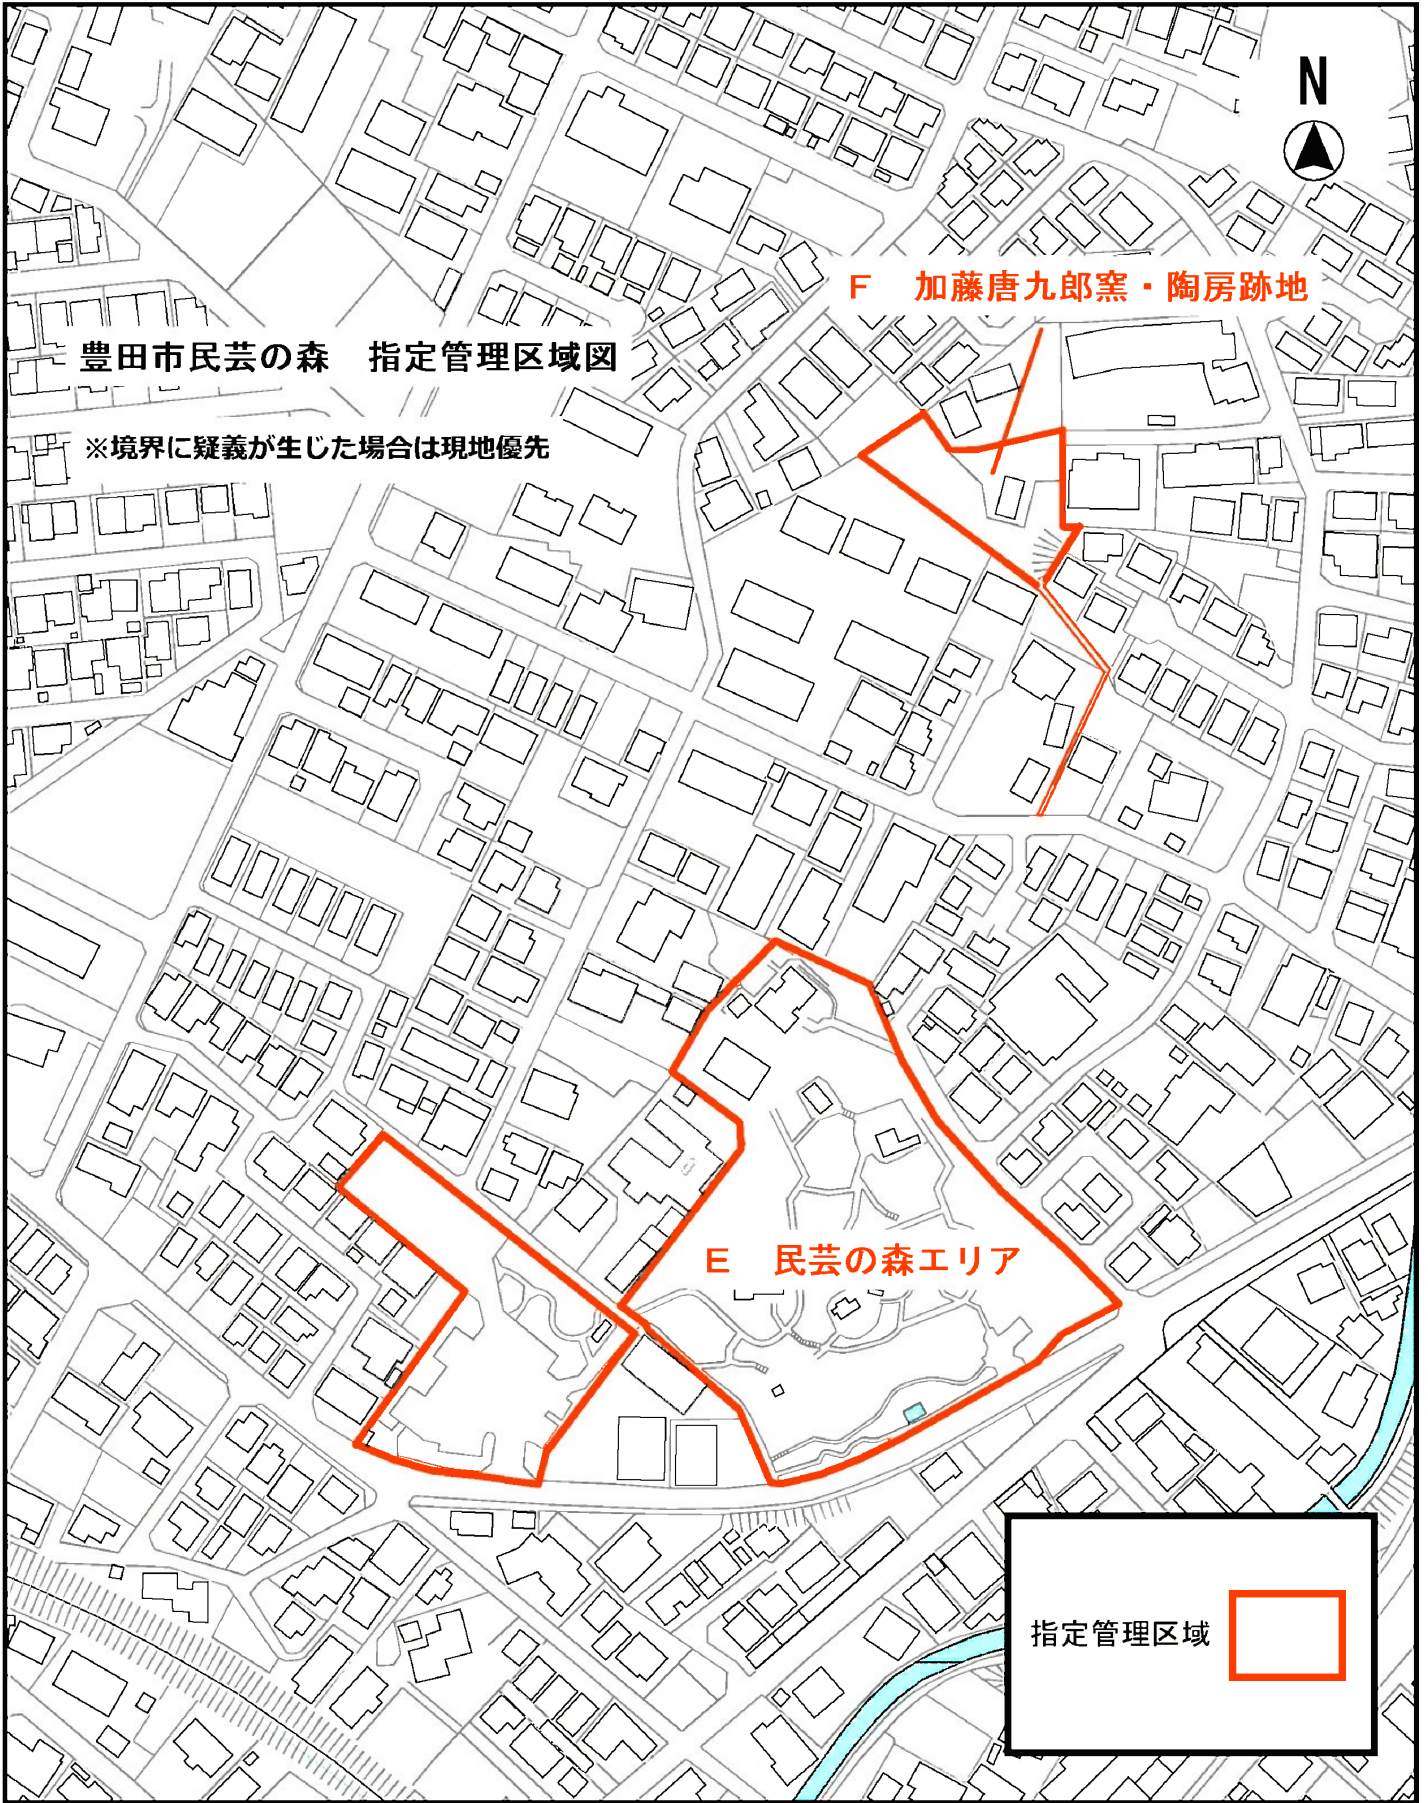 N
F 加藤唐九郎窯・陶房跡地
豊田市民芸の森 指定管理区域図
※境界に疑義が生じた場合は現地優先
E 民芸の森エリア
指定管理区域